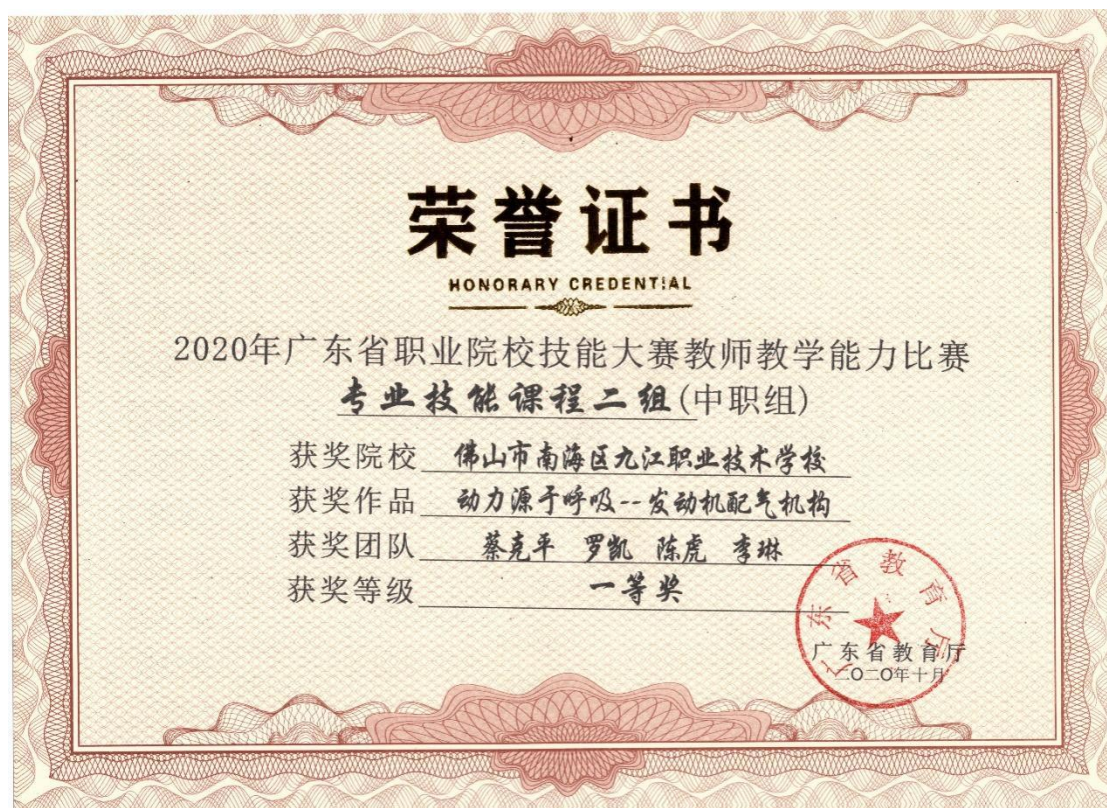 荣誉证书
HONORARY CREDENTIAL
2020年广东省职业院校技能大赛教师教学能力比赛
专业技能课程二组(中职组)
获奖院校 佛山市南海区九江职业技术学校
获奖作品 动力源于呼吸--发动机配气机构
获奖团队 蔡克平 罗凯 陈虎 李琳
获奖等级 一等奖
广东省教育厅
广东省教育厅
二〇二〇年十月